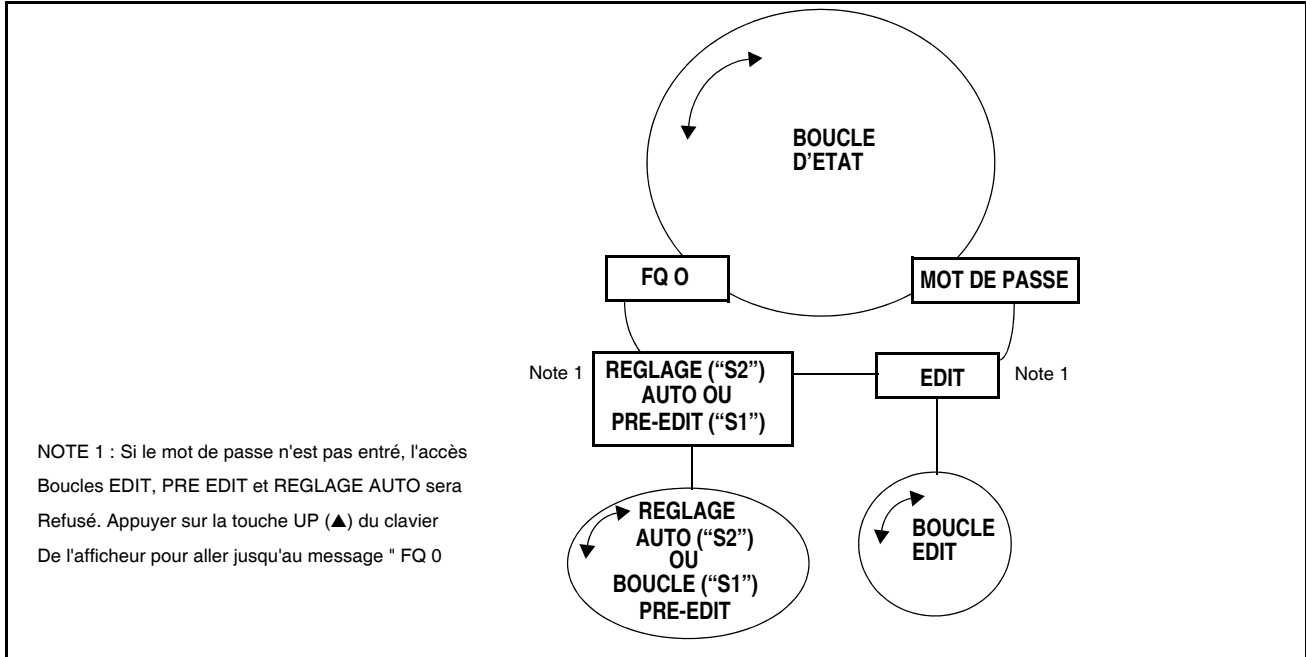 BOUCLE
D'ETAT
FQ O
MOT DE PASSE
Note 1
REGLAGE (“S2”)
AUTO OU
PRE-EDIT (“S1”)
EDIT
Note 1
NOTE 1 : Si le mot de passe n'est pas entré, l'accès
Boucles EDIT, PRE EDIT et REGLAGE AUTO sera
Refusé. Appuyer sur la touche UP (▲) du clavier
De l'afficheur pour aller jusqu'au message " FQ 0
REGLAGE
AUTO (“S2”)
OU
BOUCLE (“S1”)
PRE-EDIT
BOUCLE
EDIT